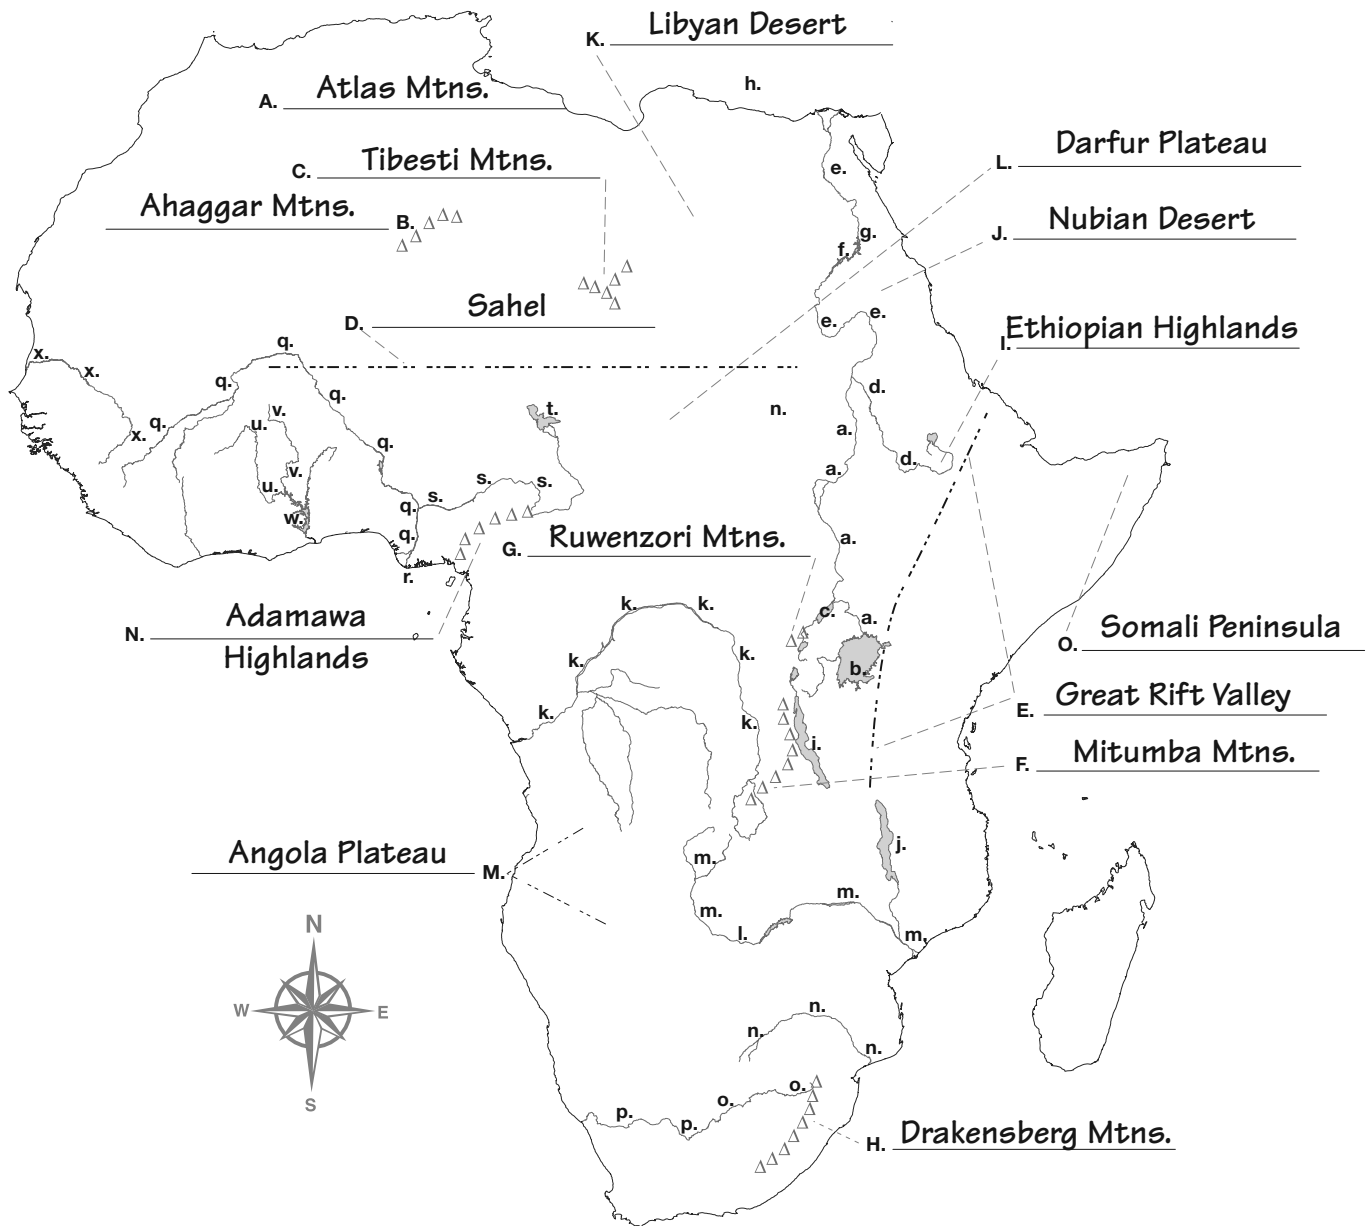 K. Libyan Desert
h.
A. Atlas Mtns.
C. Tibesti Mtns.
L. Darfur Plateau
e.
Ahaggar Mtns. B.
J. Nubian Desert
g.
f.
D. Sahel
e. e.
I. Ethiopian Highlands
q.
x.
x.
q.
d.
q.
v.
t.
n.
q.
u.
a.
x.
q.
d.
v.
a.
u.
s. s. s.
q.
w.
q.
a.
r.
G. Ruwenzori Mtns.
k. k.
c. a.
N. Adamawa
Highlands
O. Somali Peninsula
k.
k.
b.
k.
k.
i.
E. Great Rift Valley
F. Mitumba Mtns.
Angola Plateau M.
j.
m.
m.
m.
l.
m.
N
W E
S
n.
n.
n.
o.
o.
p.
p.
H. Drakensberg Mtns.